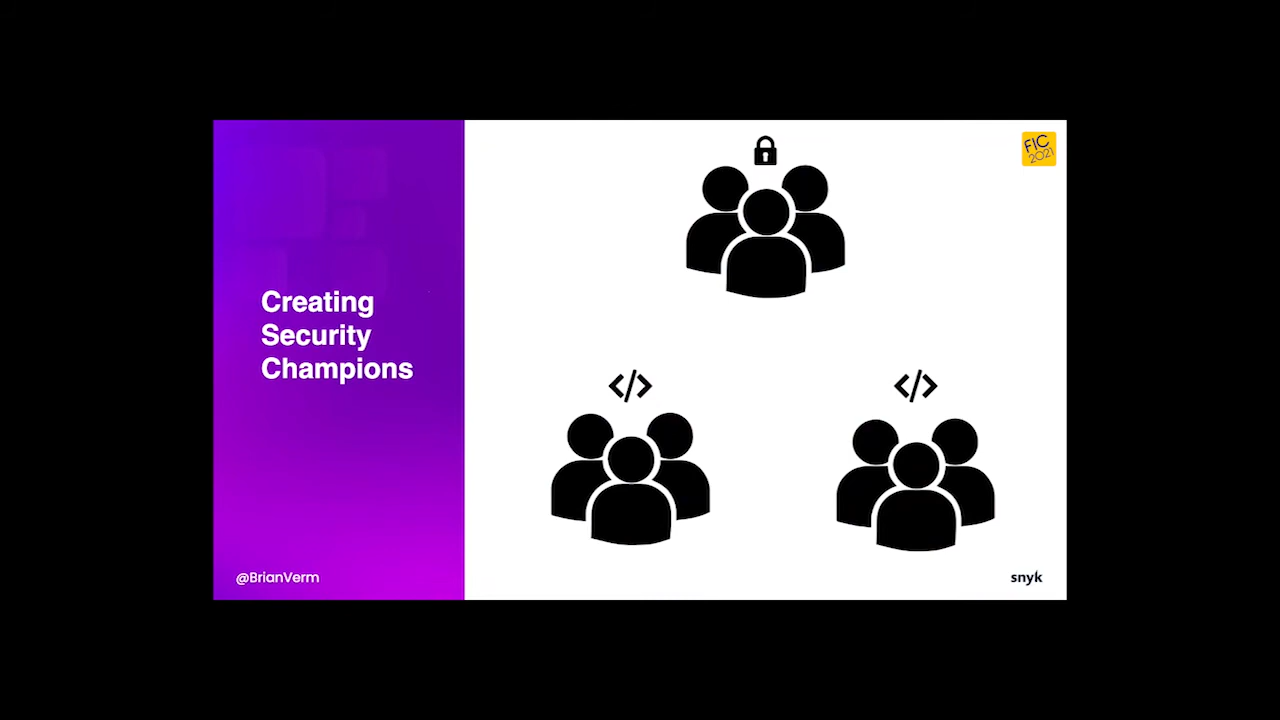 FIC
2021
</>
</>
Creating
Security
Champions
@BrianVerm
snyk